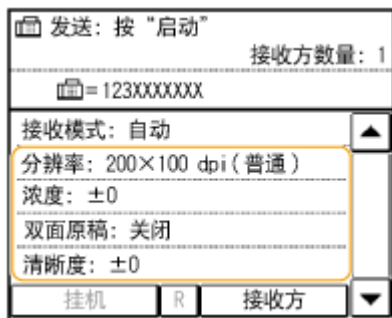 发送: 按“启动”
接收方数量: 1
=123XXXXXXX
接收模式: 自动
分辨率: 200×100 dpi(普通)
浓度: ±0
双面原稿: 关闭
清晰度: ±0
挂机 R 接收方